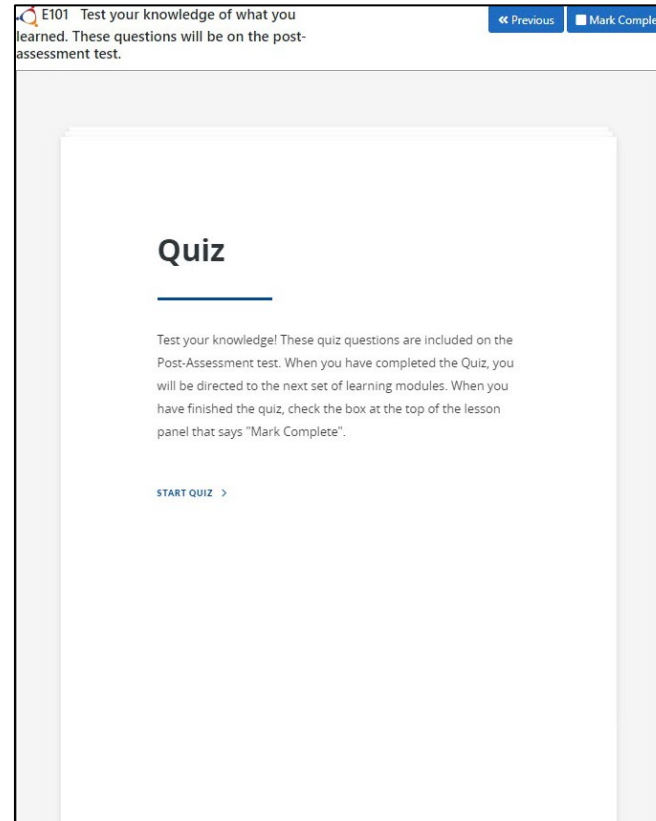 E101 Test your knowledge of what you
learned. These questions will be on the post-
assessment test.
« Previous
Mark Comple
Quiz
Test your knowledge! These quiz questions are included on the
Post-Assessment test. When you have completed the Quiz, you
will be directed to the next set of learning modules. When you
have finished the quiz, check the box at the top of the lesson
panel that says "Mark Complete".
START QUIZ >